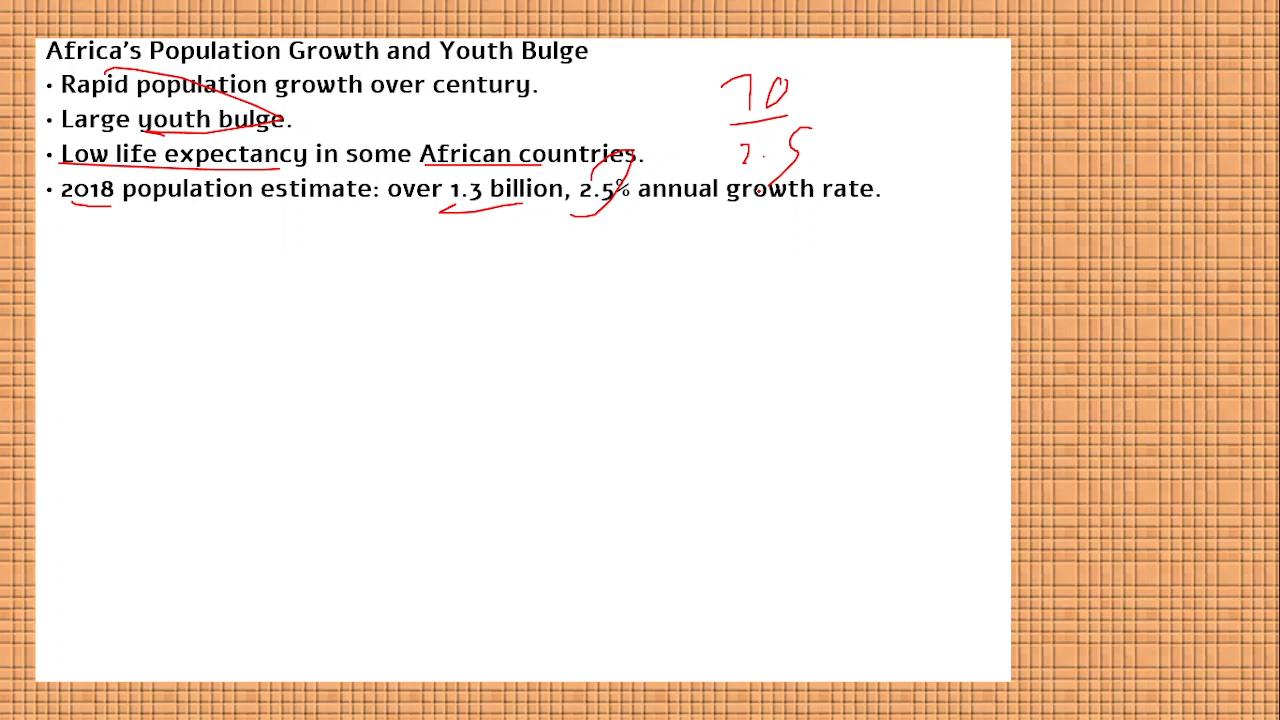 Africa's Population Growth and Youth Bulge
• Rapid population growth over century.
• Large youth bulge.
• Low life expectancy in some African countries.
• 2018 population estimate: over 1.3 billion, 2.5% annual growth rate.
70
2.5